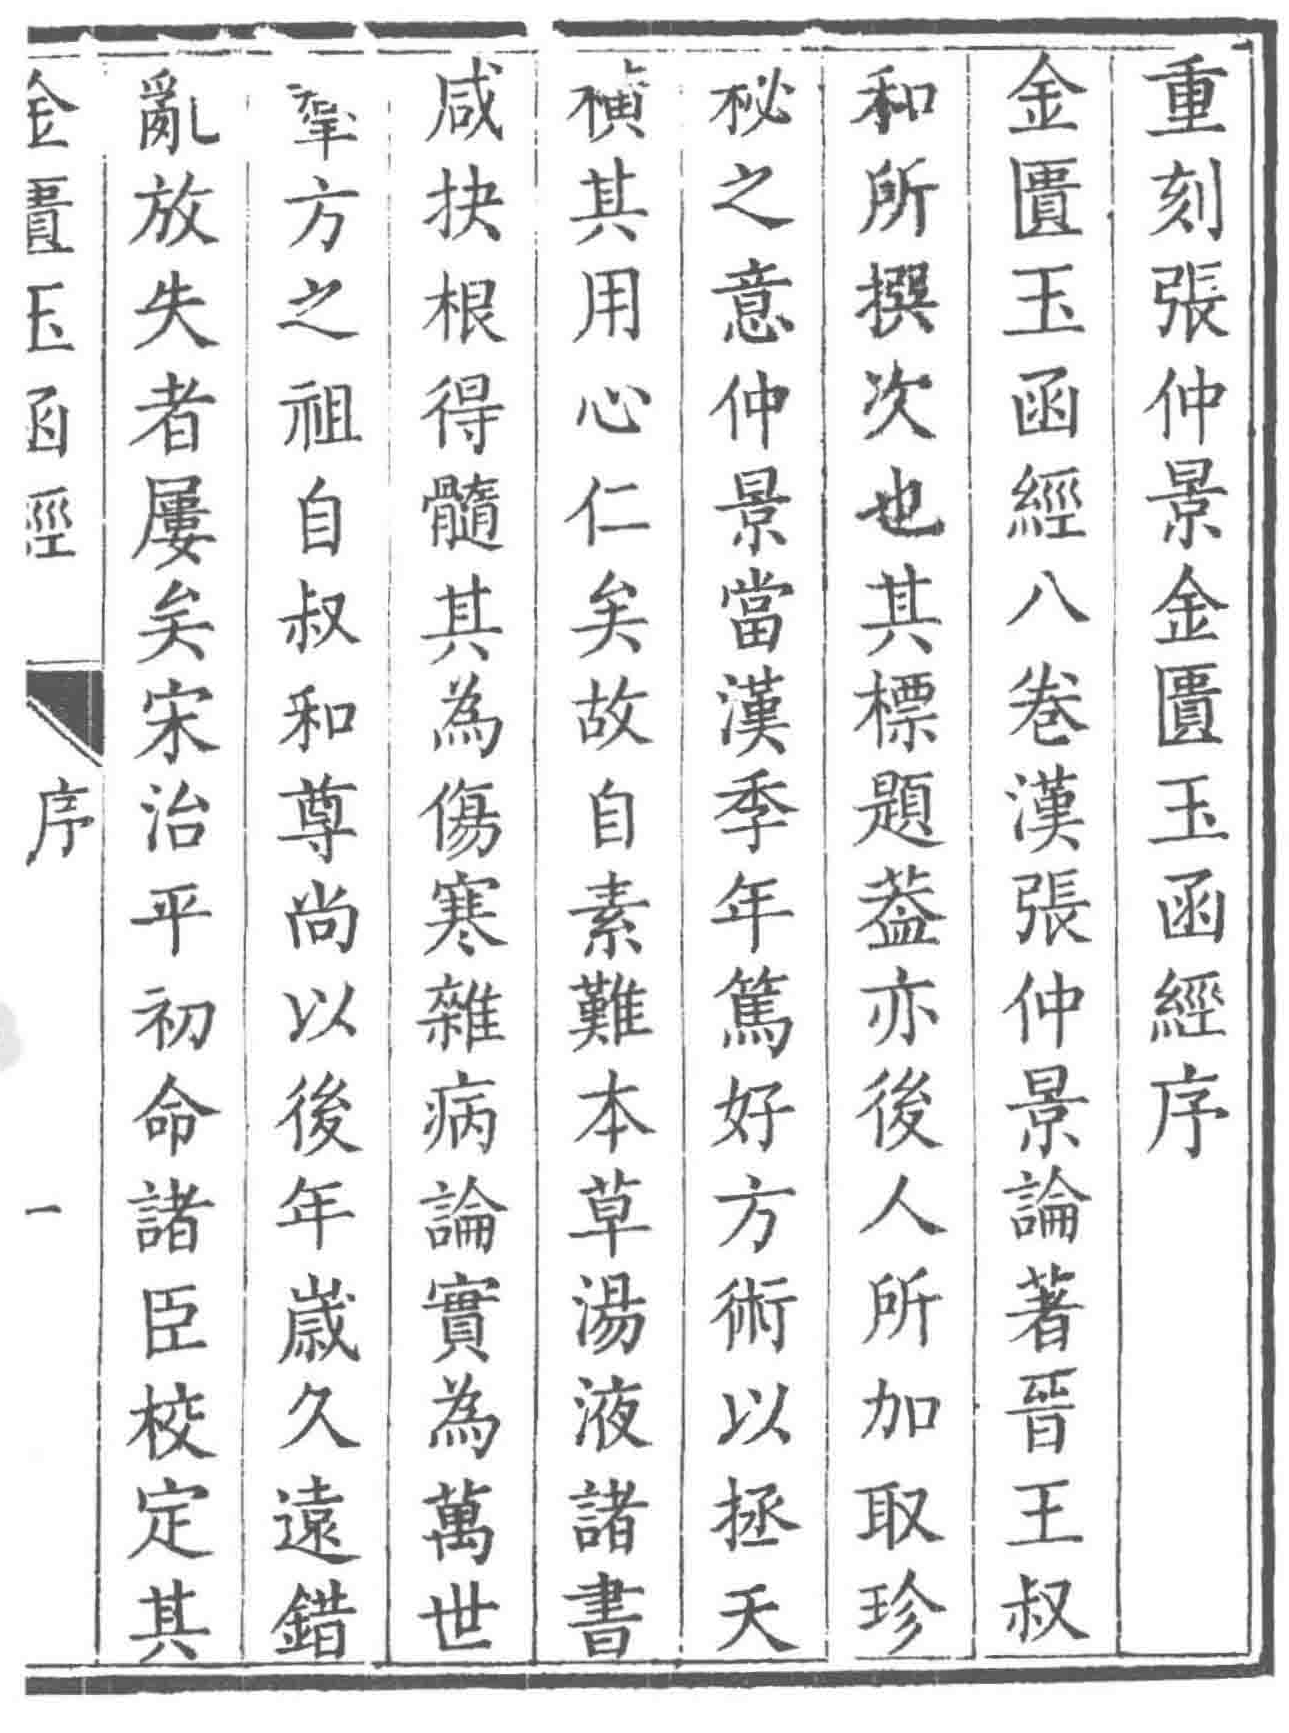 重刻張仲景金匱玉函經序
金匱玉函經八卷漢張仲景論著晉王叔
和所撰次也其標題葢亦後人所加取珍
秘之意仲景當漢季年篤好方術以拯天
橫其用心仁矣故自素難本草湯液諸書
咸抉根得髓其為傷寒雜病論實為萬世
羣方之祖自叔和尊尚以後年歲久遠錯
亂放失者屢矣宋治平初命諸臣校定其
金匱玉函經 序 一